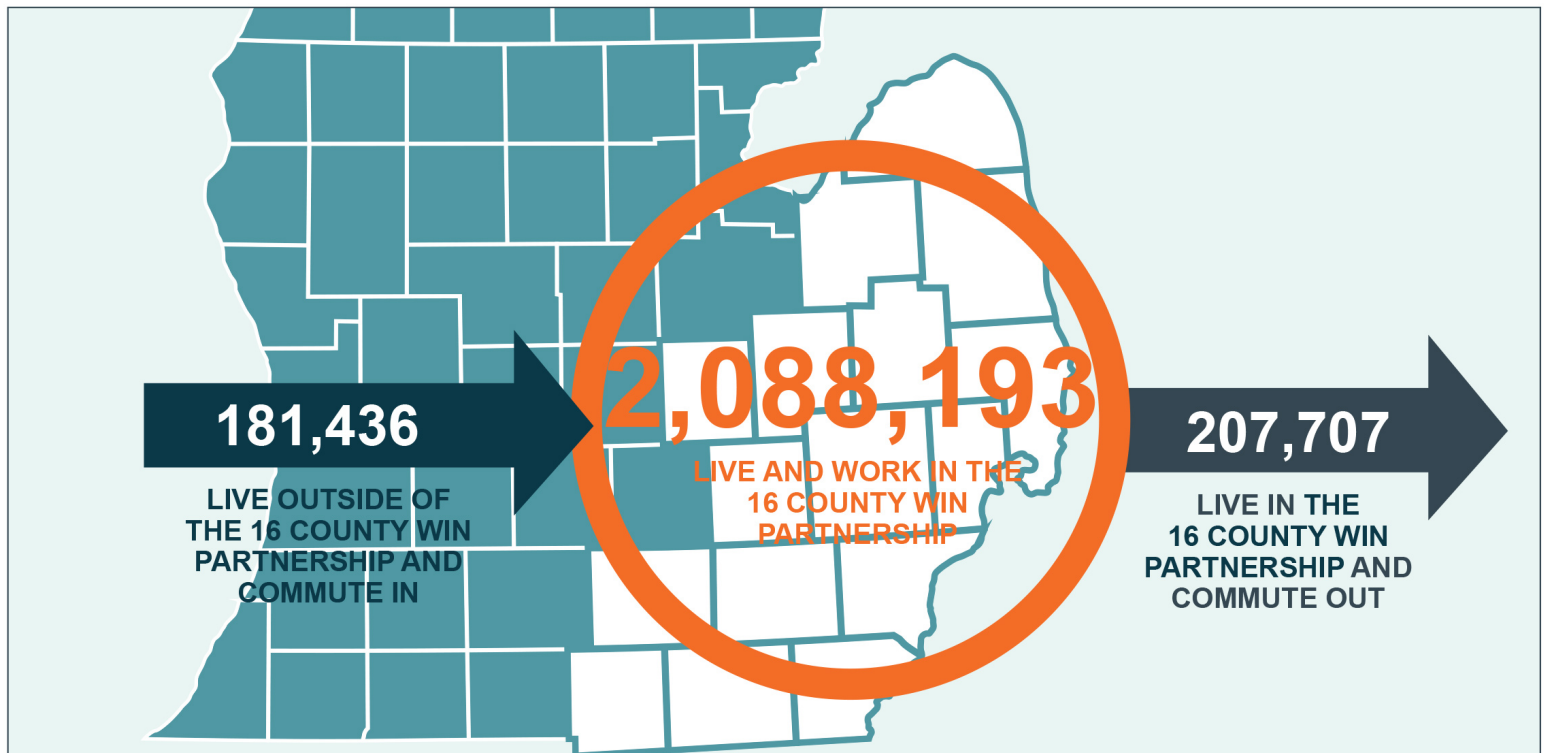 181,436
LIVE OUTSIDE OF
THE 16 COUNTY WIN
PARTNERSHIP AND
COMMUTE IN
2,088,193
LIVE AND WORK IN THE
16 COUNTY WIN
PARTNERSHIP
207,707
LIVE IN THE
16 COUNTY WIN
PARTNERSHIP AND
COMMUTE OUT